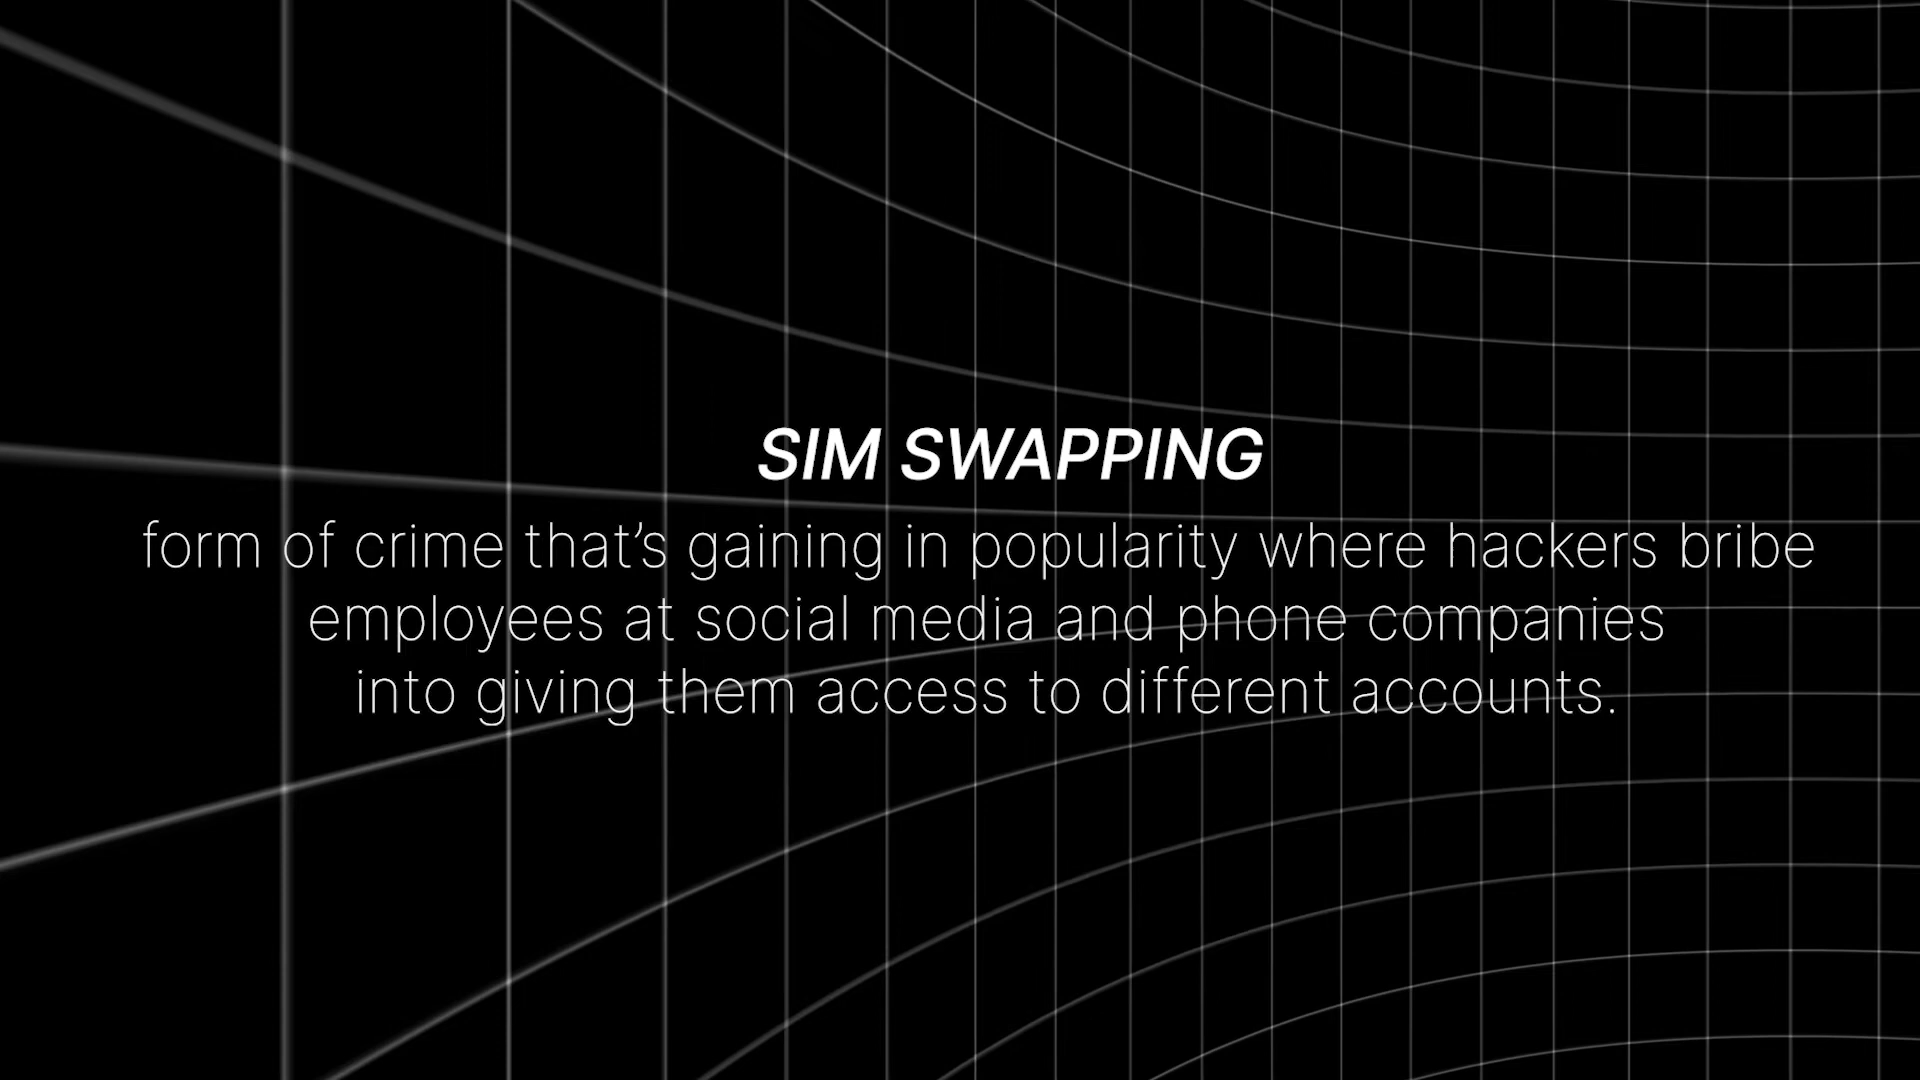 SIM SWAPPING
form of crime that’s gaining in popularity where hackers bribe
employees at social media and phone companies
into giving them access to different accounts.